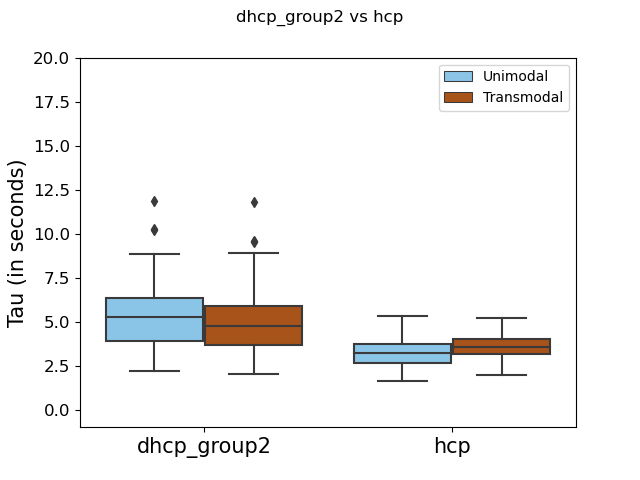 dhcp_group2 vs hcp
20.0
17.5
15.0
12.5
10.0
7.5
5.0
2.5
0.0
Tau (in seconds)
Unimodal
Transmodal
dhcp_group2 hcp